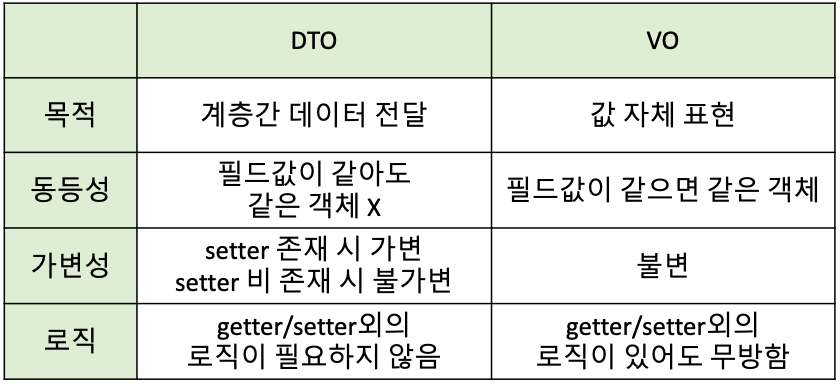 DTO
VO
목적
계층간 데이터 전달
값 자체 표현
동등성
필드값이 같아도
같은 객체 X
필드값이 같으면 같은 객체
가변성
setter 존재 시 가변
setter 비 존재 시 불가변
불변
로직
getter/setter외의
로직이 필요하지 않음
getter/setter외의
로직이 있어도 무방함